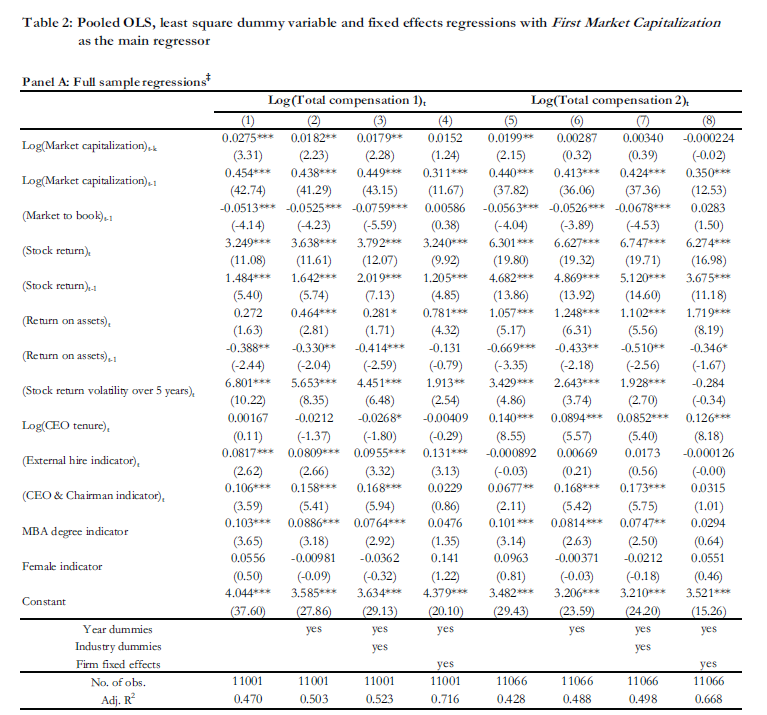 Table 2: Pooled OLS, least square dummy variable and fixed effects regressions with First Market Capitalization
as the main regressor
Panel A: Full sample regressions‡
Log(Total compensation 1)t Log(Total compensation 2)t
(1) (2) (3) (4) (5) (6) (7) (8)
Log(Market capitalization)t-k 0.0275*** 0.0182** 0.0179** 0.0152 0.0199** 0.00287 0.00340 -0.000224
(3.31) (2.23) (2.28) (1.24) (2.15) (0.32) (0.39) (-0.02)
Log(Market capitalization)t-1 0.454*** 0.438*** 0.449*** 0.311*** 0.440*** 0.413*** 0.424*** 0.350***
(42.74) (41.29) (43.15) (11.67) (37.82) (36.06) (37.36) (12.53)
(Market to book)t-1 -0.0513*** -0.0525*** -0.0759*** 0.00586 -0.0563*** -0.0526*** -0.0678*** 0.0283
(-4.14) (-4.23) (-5.59) (0.38) (-4.04) (-3.89) (-4.53) (1.50)
(Stock return)t 3.249*** 3.638*** 3.792*** 3.240*** 6.301*** 6.627*** 6.747*** 6.274***
(11.08) (11.61) (12.07) (9.92) (19.80) (19.32) (19.71) (16.98)
(Stock return)t-1 1.484*** 1.642*** 2.019*** 1.205*** 4.682*** 4.869*** 5.120*** 3.675***
(5.40) (5.74) (7.13) (4.85) (13.86) (13.92) (14.60) (11.18)
(Return on assets)t 0.272 0.464*** 0.281* 0.781*** 1.057*** 1.248*** 1.102*** 1.719***
(1.63) (2.81) (1.71) (4.32) (5.17) (6.31) (5.56) (8.19)
(Return on assets)t-1 -0.388** -0.330** -0.414*** -0.131 -0.669*** -0.433** -0.510** -0.346*
(-2.44) (-2.04) (-2.59) (-0.79) (-3.35) (-2.18) (-2.56) (-1.67)
(Stock return volatility over 5 years)t 6.801*** 5.653*** 4.451*** 1.913** 3.429*** 2.643*** 1.928*** -0.284
(10.22) (8.35) (6.48) (2.54) (4.86) (3.74) (2.70) (-0.34)
Log(CEO tenure)t 0.00167 -0.0212 -0.0268* -0.00409 0.140*** 0.0894*** 0.0852*** 0.126***
(0.11) (-1.37) (-1.80) (-0.29) (8.55) (5.57) (5.40) (8.18)
(External hire indicator)t 0.0817*** 0.0809*** 0.0955*** 0.131*** -0.000892 0.00669 0.0173 -0.000126
(2.62) (2.66) (3.32) (3.13) (-0.03) (0.21) (0.56) (-0.00)
(CEO & Chairman indicator)t 0.106*** 0.158*** 0.168*** 0.0229 0.0677** 0.168*** 0.173*** 0.0315
(3.59) (5.41) (5.94) (0.86) (2.11) (5.42) (5.75) (1.01)
MBA degree indicator 0.103*** 0.0886*** 0.0764*** 0.0476 0.101*** 0.0814*** 0.0747** 0.0294
(3.65) (3.18) (2.92) (1.35) (3.14) (2.63) (2.50) (0.64)
Female indicator 0.0556 -0.00981 -0.0362 0.141 0.0963 -0.00371 -0.0212 0.0551
(0.50) (-0.09) (-0.32) (1.22) (0.81) (-0.03) (-0.18) (0.46)
Constant 4.044*** 3.585*** 3.634*** 4.379*** 3.482*** 3.206*** 3.210*** 3.521***
(37.60) (27.86) (29.13) (20.10) (29.43) (23.59) (24.20) (15.26)
Year dummies yes yes yes yes yes yes
Industry dummies yes yes
Firm fixed effects yes yes
No. of obs. 11001 11001 11001 11001 11066 11066 11066 11066
Adj. R2 0.470 0.503 0.523 0.716 0.428 0.488 0.498 0.668